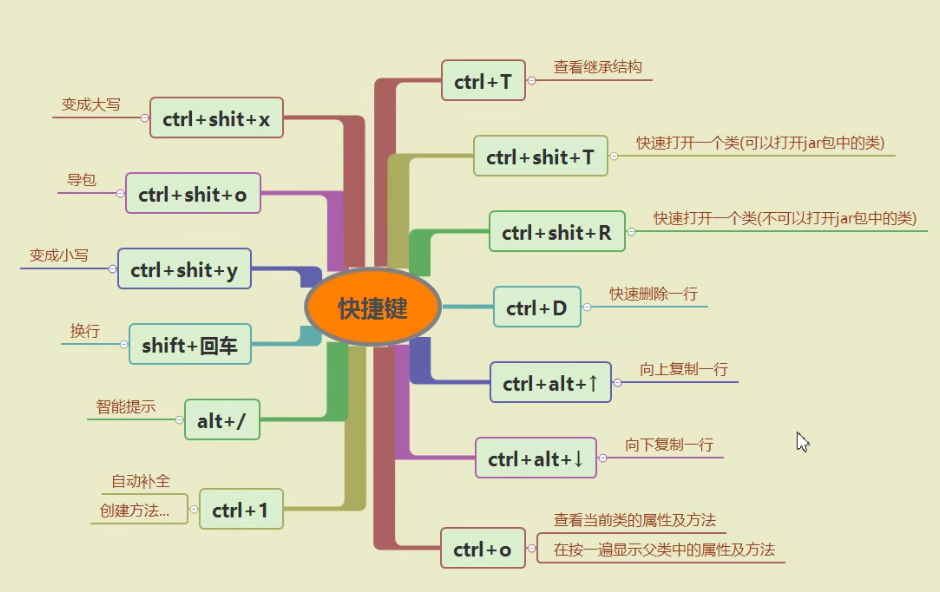 快捷键
ctrl+T
查看继承结构
ctrl+shit+T
快速打开一个类(可以打开jar包中的类)
ctrl+shit+R
快速打开一个类(不可以打开jar包中的类)
ctrl+D
快速删除一行
ctrl+alt+↑
向上复制一行
ctrl+alt+↓
向下复制一行
ctrl+o
查看当前类的属性及方法
在按一遍显示父类中的属性及方法
变成大写
ctrl+shit+x
导包
ctrl+shit+o
变成小写
ctrl+shit+y
换行
shift+回车
智能提示
alt+/
自动补全
创建方法...
ctrl+1